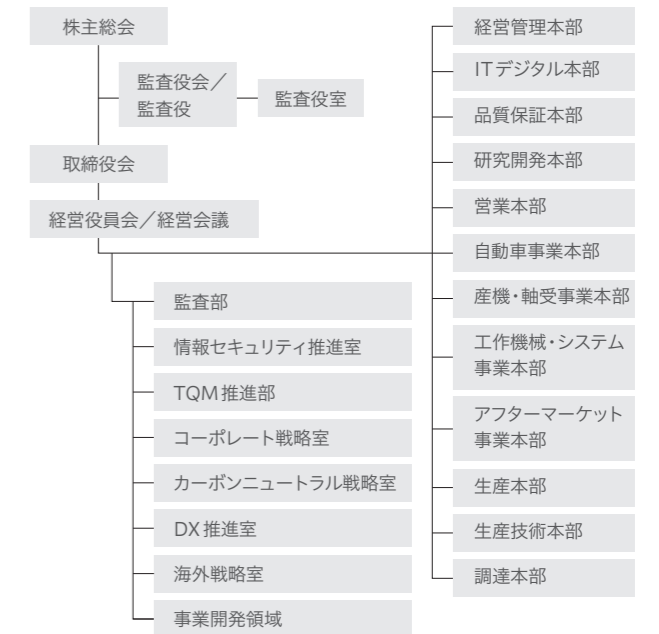 株主総会
監査役会／
監査役
監査役室
取締役会
経営役員会／経営会議
監査部
情報セキュリティ推進室
TQM推進部
コーポレート戦略室
カーボンニュートラル戦略室
DX推進室
海外戦略室
事業開発領域
経営管理本部
ITデジタル本部
品質保証本部
研究開発本部
営業本部
自動車事業本部
産機・軸受事業本部
工作機械・システム
事業本部
アフターマーケット
事業本部
生産本部
生産技術本部
調達本部